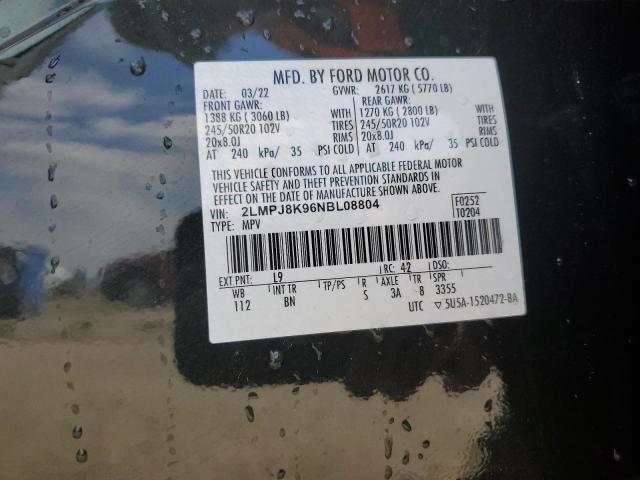 MFD. BY FORD MOTOR CO.
DATE: 03/22 GVWR: 2617 KG ( 5770 LB)
FRONT GAWR: REAR GAWR:
1388 KG ( 3060 LB) WITH 1270 KG ( 2800 LB) WITH
245/50R20 102V TIRES 245/50R20 102V TIRES
20x8.0J RIMS 20x8.0J RIMS
AT 240 kPa/ 35 PSI COLD AT 240 kPa/ 35 PSI COLD
THIS VEHICLE CONFORMS TO ALL APPLICABLE FEDERAL MOTOR
VEHICLE SAFETY AND THEFT PREVENTION STANDARDS IN
EFFECT ON THE DATE OF MANUFACTURE SHOWN ABOVE.
VIN: 2LMPJ8K96NBL08804 F0252
TYPE: MPV T0204
EXT PNT: L9 RC: 42 DSO:
WB INT TR TP/PS R AXLE TR SPR
112 BN S 3A 8 3355
UTC ▽5U5A-1520472-BA